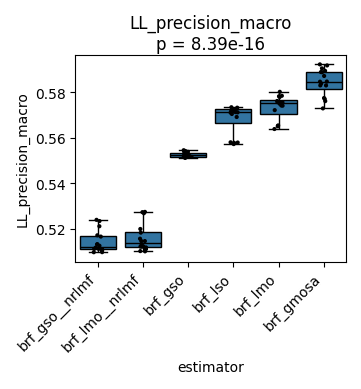 LL_precision_macro
p = 8.39e-16
LL_precision_macro
0.58
0.56
0.54
0.52
brf_gso__nrlmf
brf_lmo__nrlmf
brf_gso
brf_lso
brf_lmo
brf_gmosa
estimator